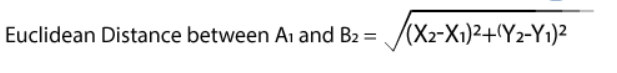 Euclidean Distance between A₁ and B₂ = √(X₂-X₁)²+(Y₂-Y₁)²